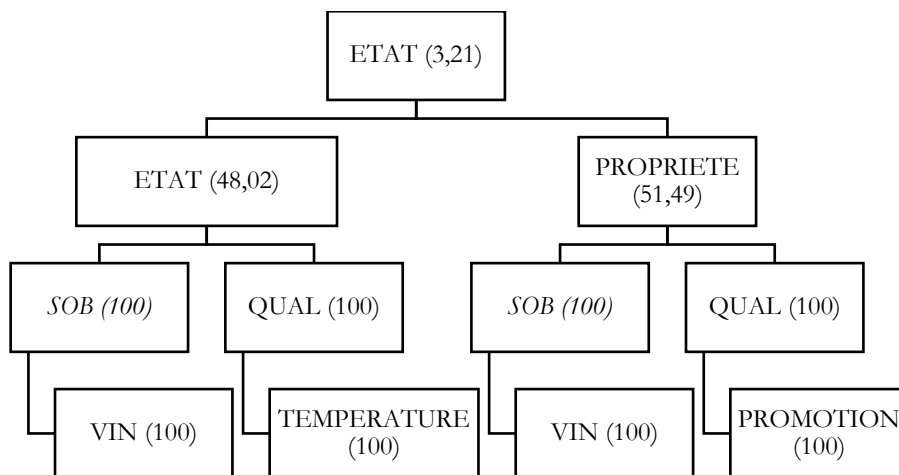 ETAT (3,21)
ETAT (48,02)
PROPRIETE
(51,49)
SOB (100)
QUAL (100)
SOB (100)
QUAL (100)
VIN (100)
TEMPERATURE
(100)
VIN (100)
PROMOTION
(100)